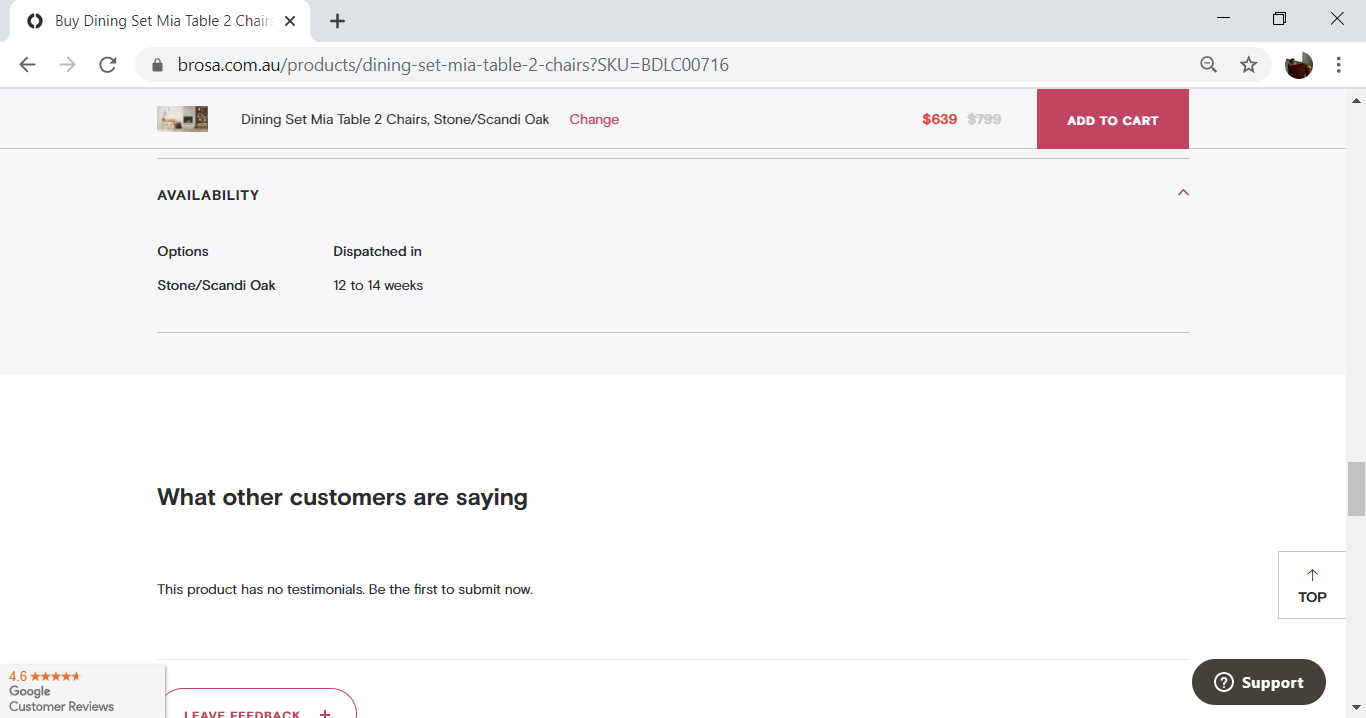 Buy Dining Set Mia Table 2 Chairs
brosa.com.au/products/dining-set-mia-table-2-chairs?SKU=BDLC00716
Dining Set Mia Table 2 Chairs, Stone/Scandi Oak Change $639 $799 ADD TO CART
AVAILABILITY
Options Dispatched in
Stone/Scandi Oak 12 to 14 weeks
What other customers are saying
This product has no testimonials. Be the first to submit now.
TOP
4.6
Google
Customer Reviews
LEAVE FEEDBACK +
Support